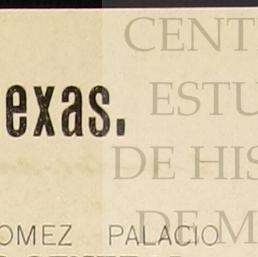 CENT
ESTU
exas.
DE HIS
OMEZ PALACIO
DE M